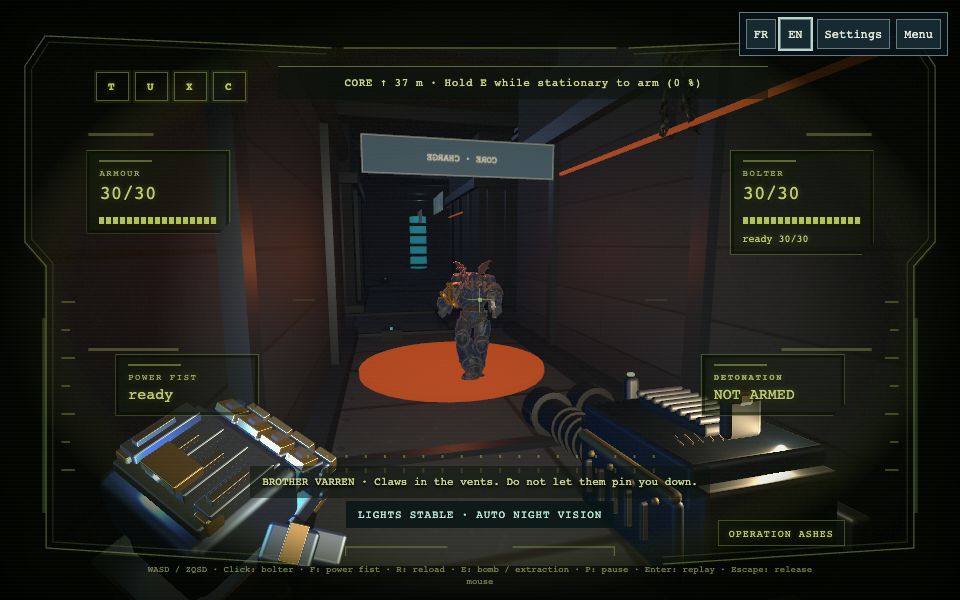 FR EN Settings Menu
T U X C
CORE ↑ 37 m · Hold E while stationary to arm (0 %)
CORE · CHARGE
ARMOUR
30/30
BOLTER
30/30
ready 30/30
POWER FIST
ready
DETONATION
NOT ARMED
BROTHER VARREN · Claws in the vents. Do not let them pin you down.
LIGHTS STABLE · AUTO NIGHT VISION
OPERATION ASHES
WASD / ZQSD · Click: bolter · F: power fist · R: reload · E: bomb / extraction · P: pause · Enter: replay · Escape: release
mouse